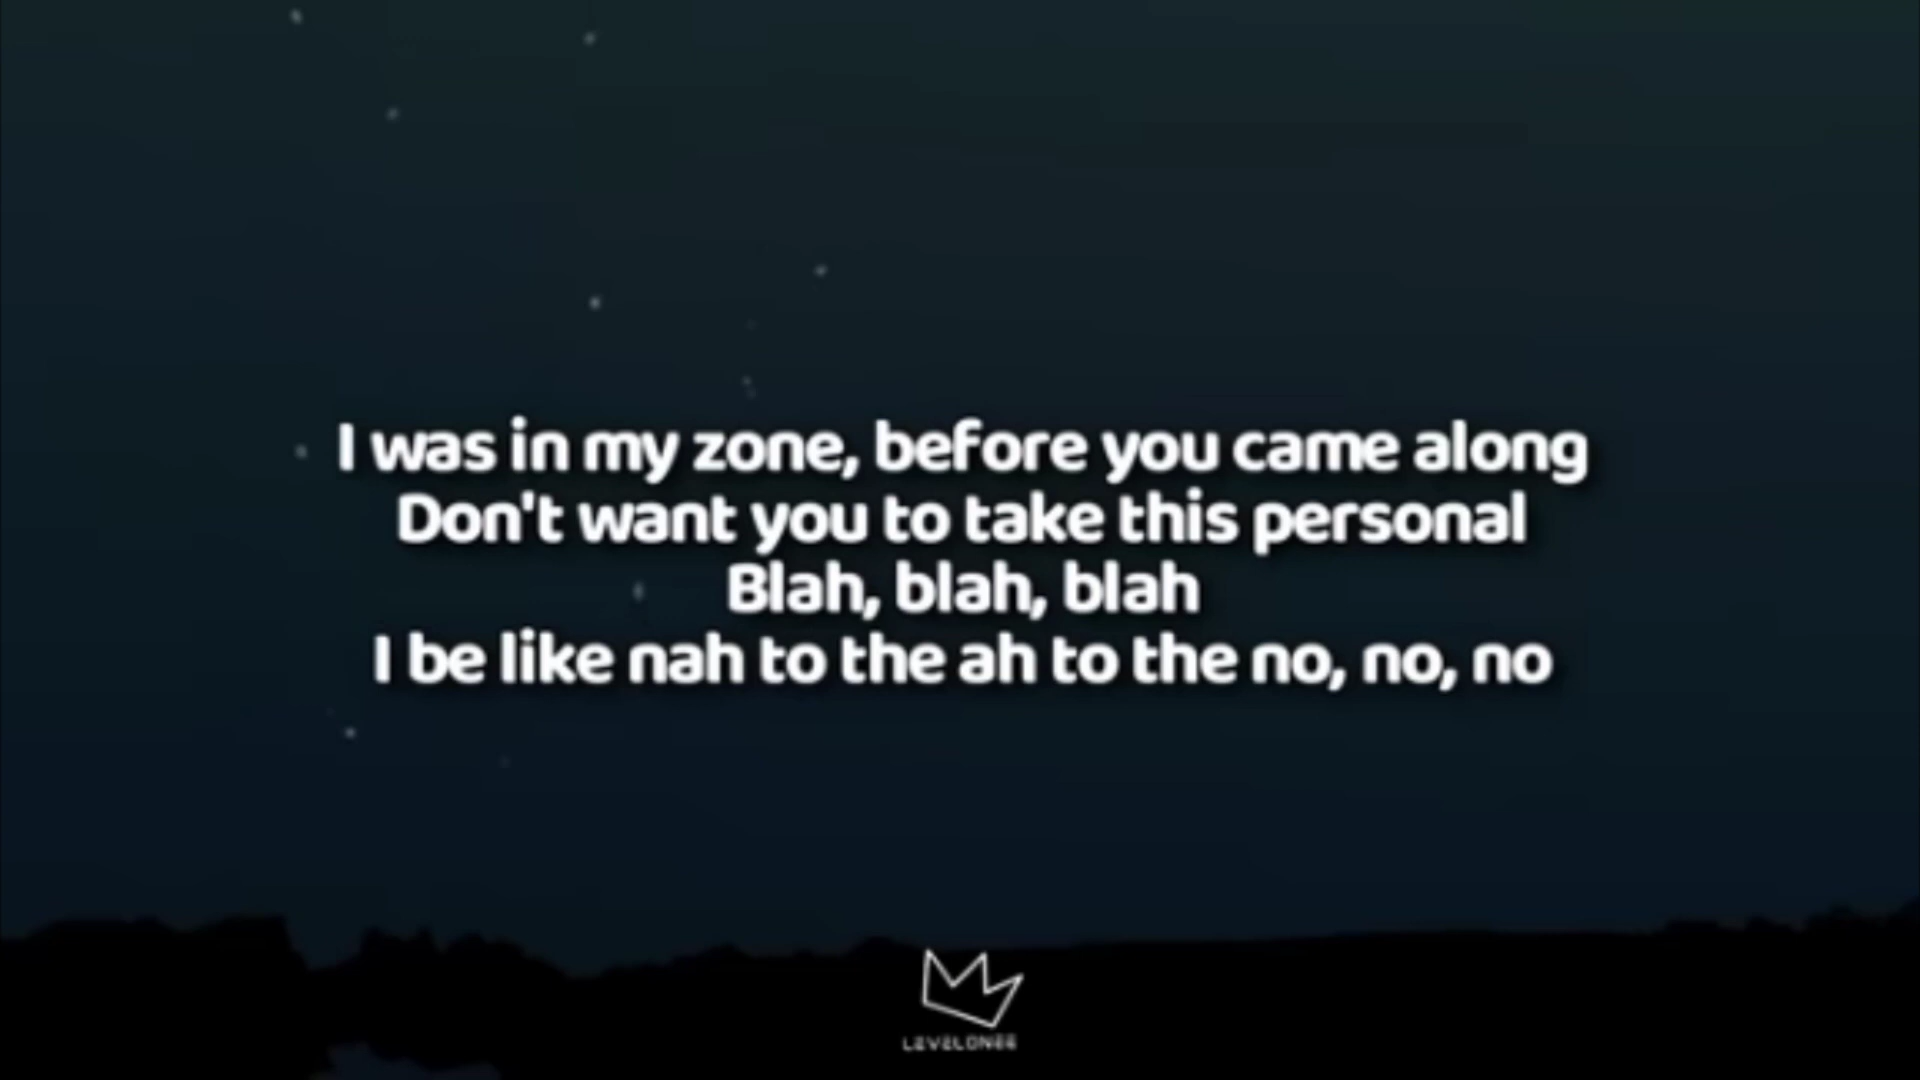 I was in my zone, before you came along
Don't want you to take this personal
Blah, blah, blah
I be like nah to the ah to the no, no, no
LEVELONEE